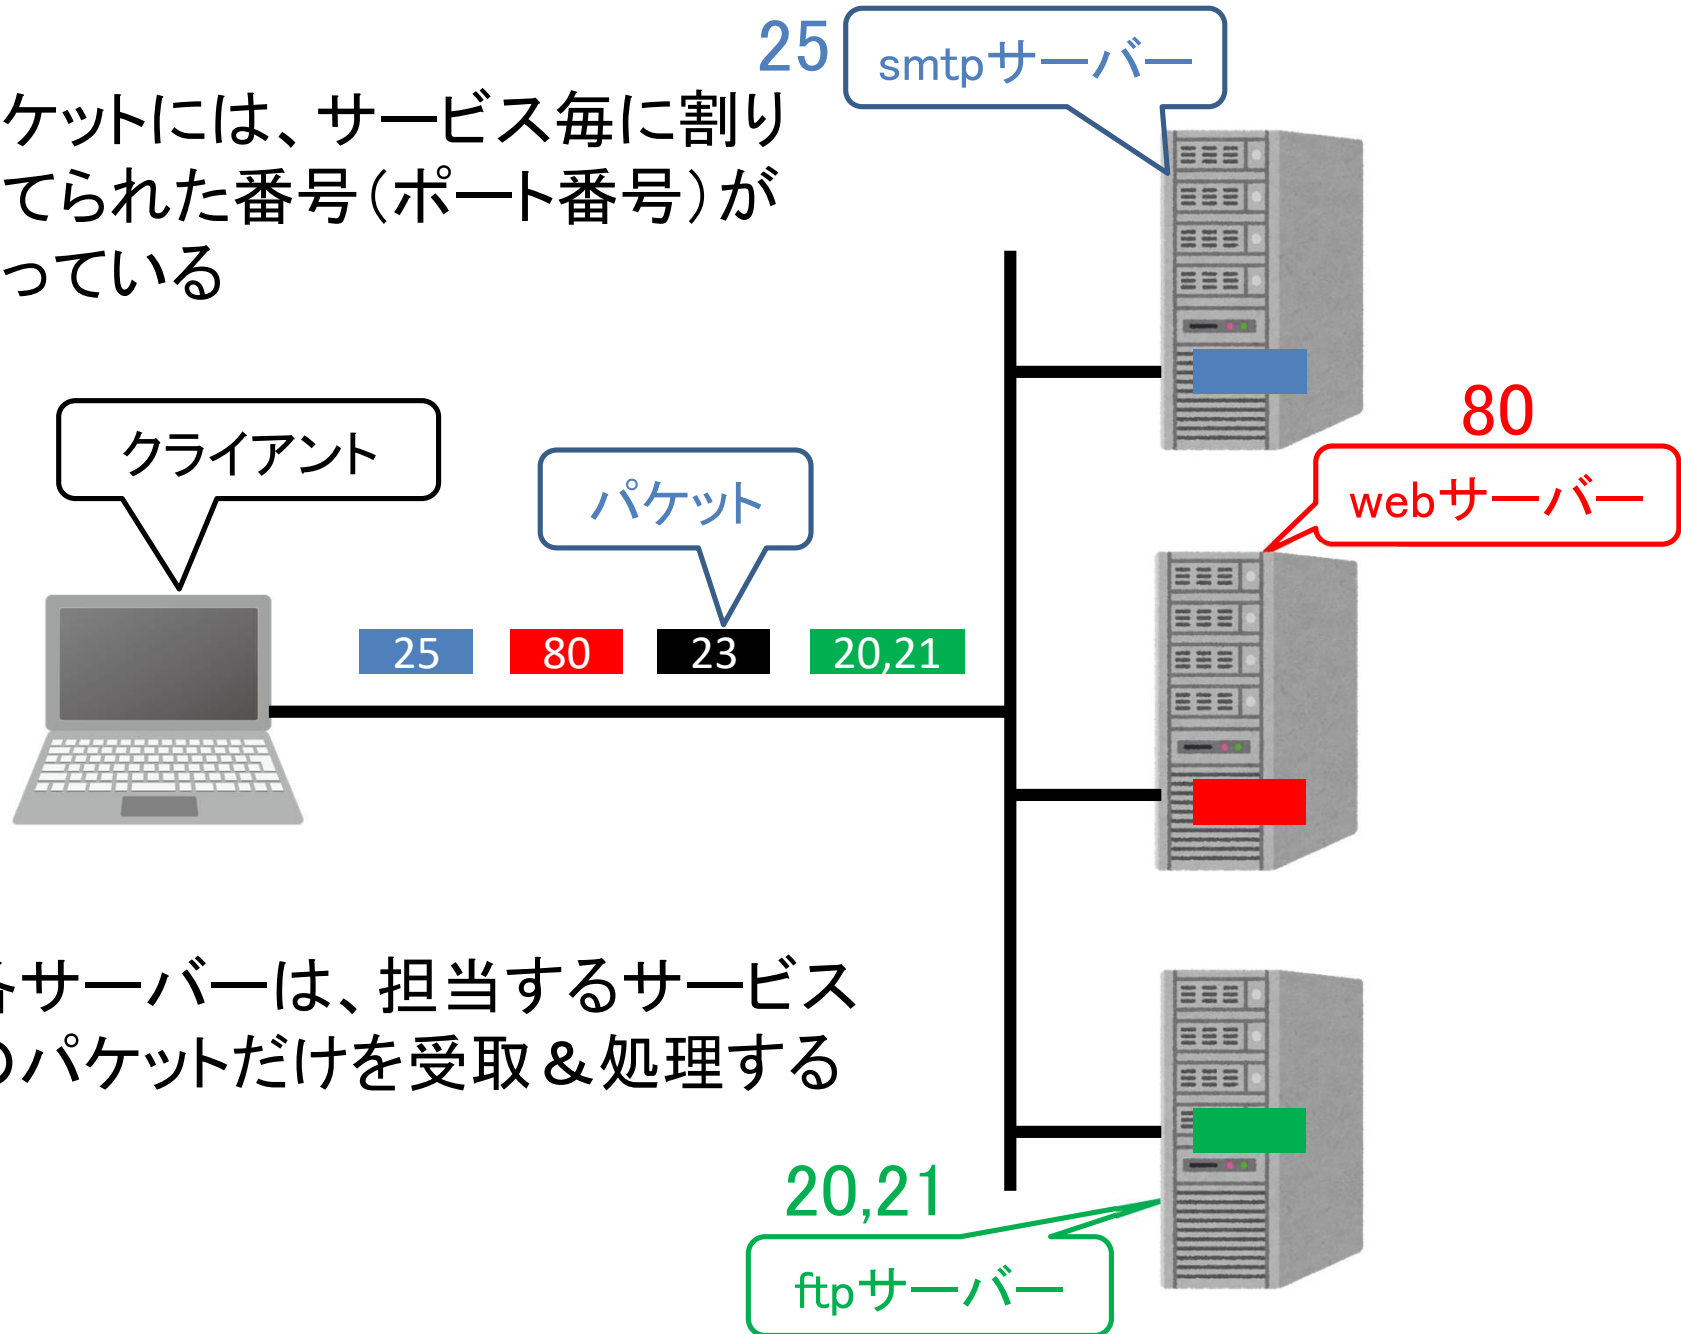 25
smtpサーバー
ケットには、サービス毎に割り
てられた番号（ポート番号）が
っている
80
webサーバー
クライアント
パケット
25
80
23
20,21
各サーバーは、担当するサービス
のパケットだけを受取＆処理する
20,21
ftpサーバー